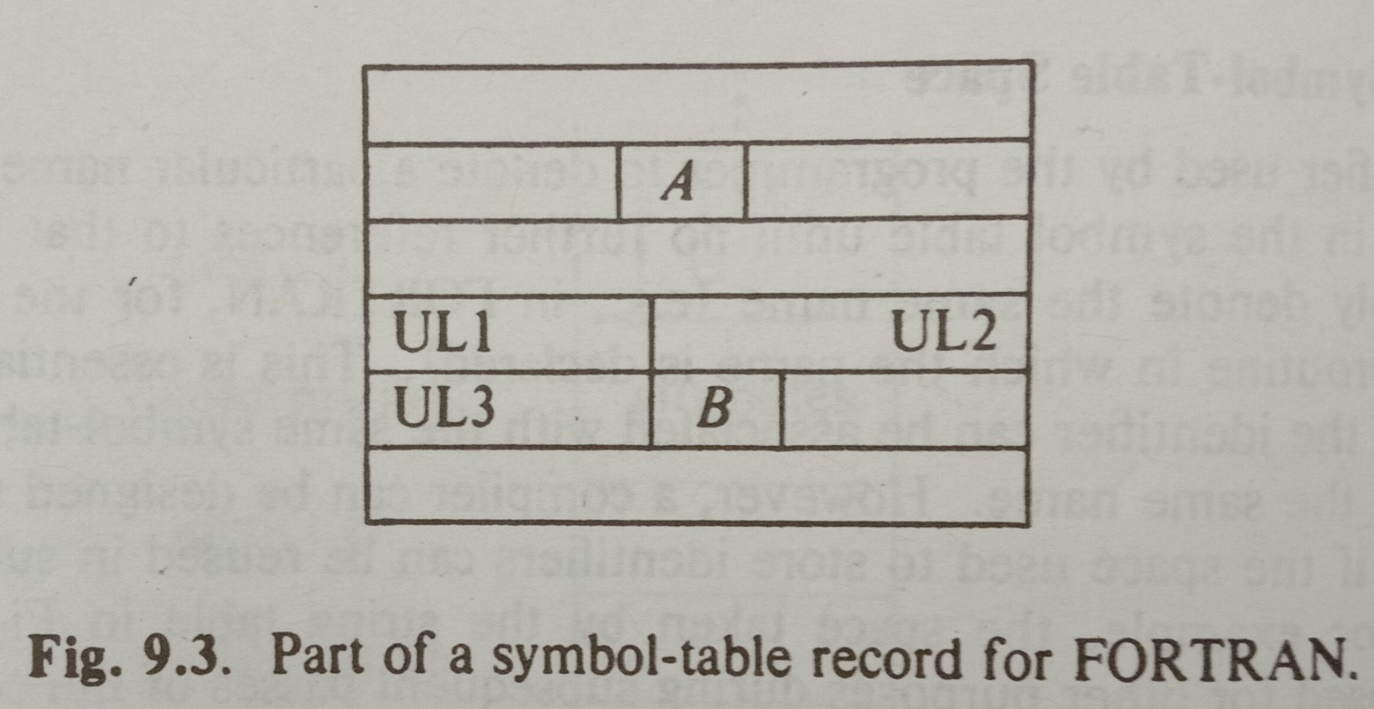 A
UL1 UL2
UL3 B
Fig. 9.3. Part of a symbol-table record for FORTRAN.